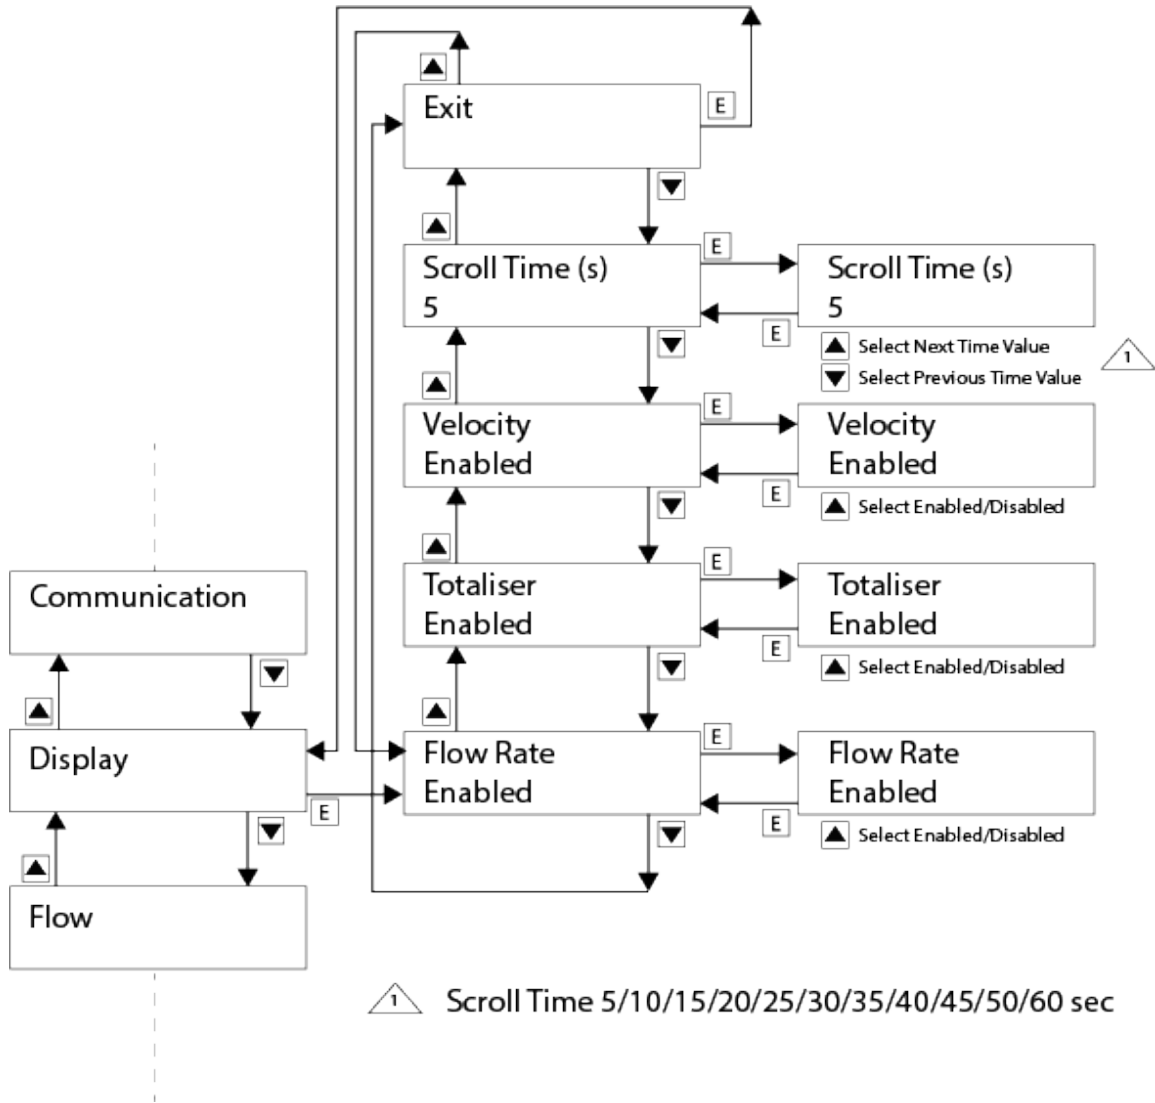 Exit
E
Scroll Time (s)
5
E
E
Scroll Time (s)
5
Select Next Time Value
Select Previous Time Value
1
Velocity
Enabled
E
E
Velocity
Enabled
Select Enabled/Disabled
Totaliser
Enabled
E
E
Totaliser
Enabled
Select Enabled/Disabled
Communication
Display
E
Flow Rate
Enabled
E
E
Flow Rate
Enabled
Select Enabled/Disabled
Flow
1 Scroll Time 5/10/15/20/25/30/35/40/45/50/60 sec